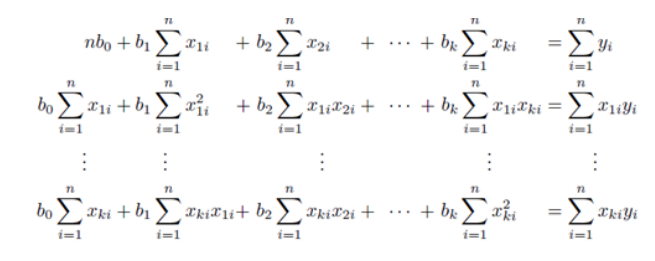 $nb_0 + b_1 \sum_{i=1}^{n} x_{1i} + b_2 \sum_{i=1}^{n} x_{2i} + \cdots + b_k \sum_{i=1}^{n} x_{ki} = \sum_{i=1}^{n} y_i$
$b_0 \sum_{i=1}^{n} x_{1i} + b_1 \sum_{i=1}^{n} x_{1i}^2 + b_2 \sum_{i=1}^{n} x_{1i} x_{2i} + \cdots + b_k \sum_{i=1}^{n} x_{1i} x_{ki} = \sum_{i=1}^{n} x_{1i} y_i$
$\vdots \quad \vdots \quad \vdots \quad \vdots \quad \vdots$
$b_0 \sum_{i=1}^{n} x_{ki} + b_1 \sum_{i=1}^{n} x_{ki} x_{1i} + b_2 \sum_{i=1}^{n} x_{ki} x_{2i} + \cdots + b_k \sum_{i=1}^{n} x_{ki}^2 = \sum_{i=1}^{n} x_{ki} y_i$